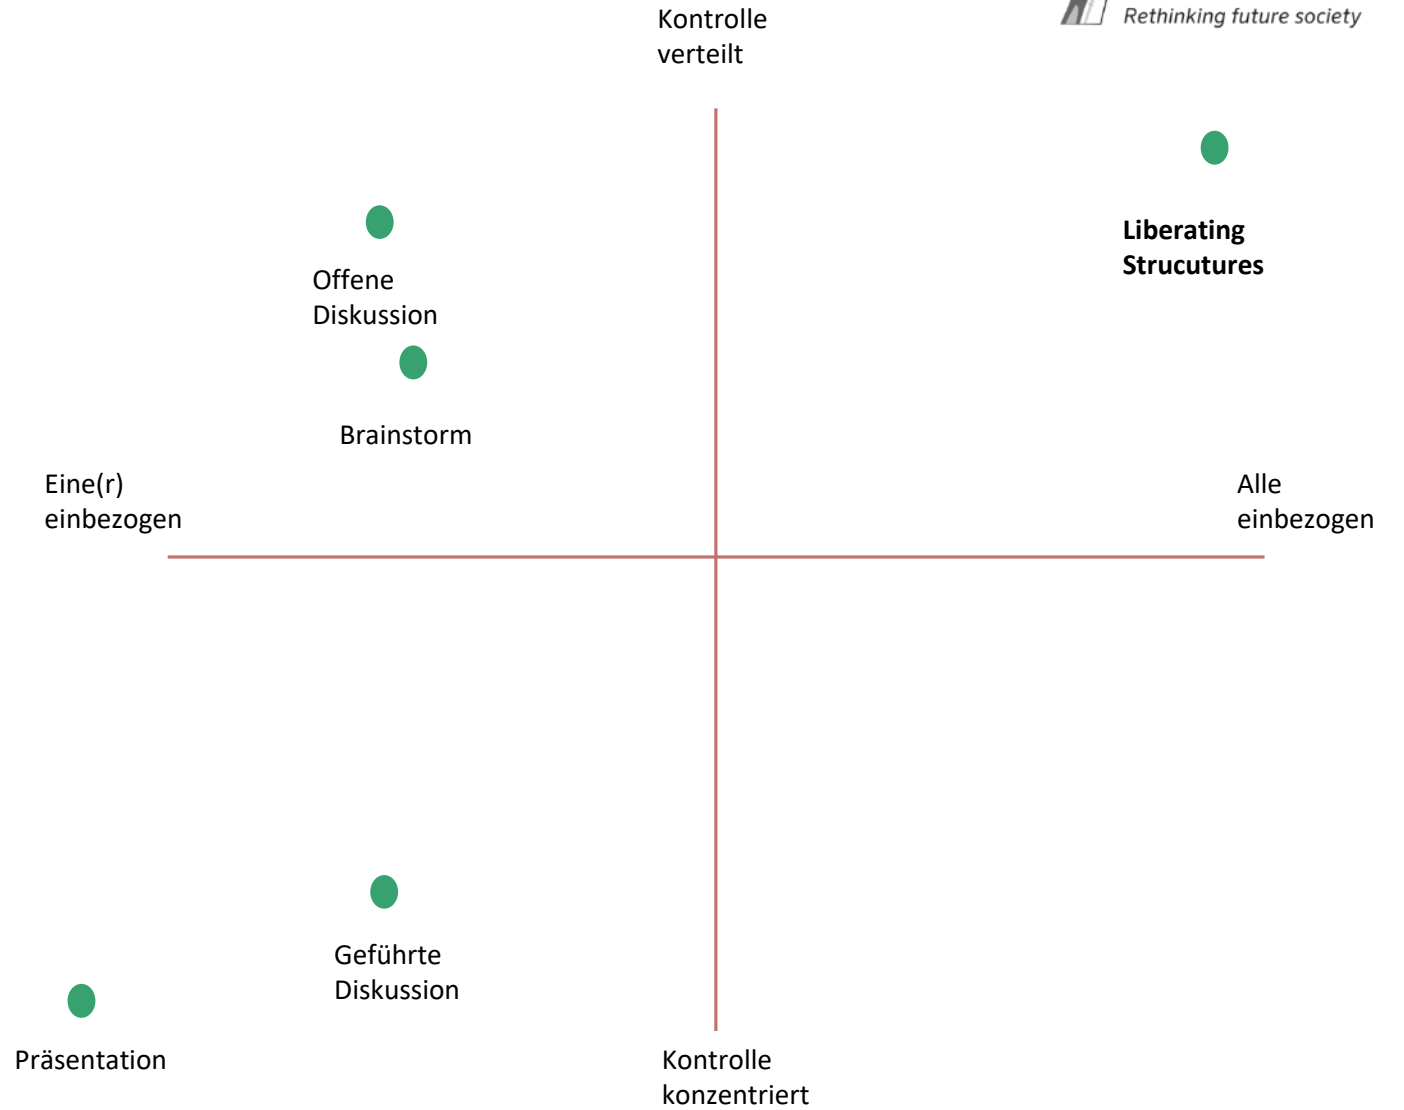 Kontrolle
verteilt
Rethinking future society
Liberating
Strucutures
Offene
Diskussion
Brainstorm
Eine(r)
einbezogen
Alle
einbezogen
Geführte
Diskussion
Präsentation
Kontrolle
konzentriert